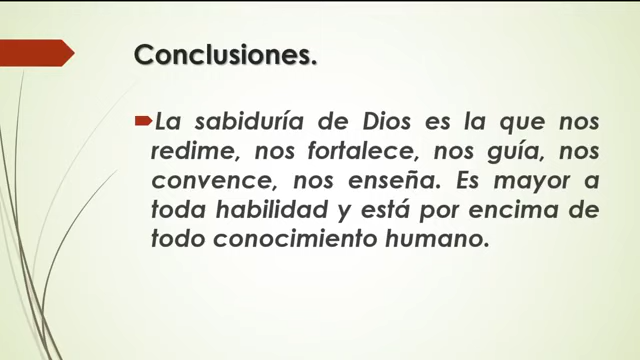 Conclusiones.
La sabiduría de Dios es la que nos
redime, nos fortalece, nos guía, nos
convence, nos enseña. Es mayor a
toda habilidad y está por encima de
todo conocimiento humano.